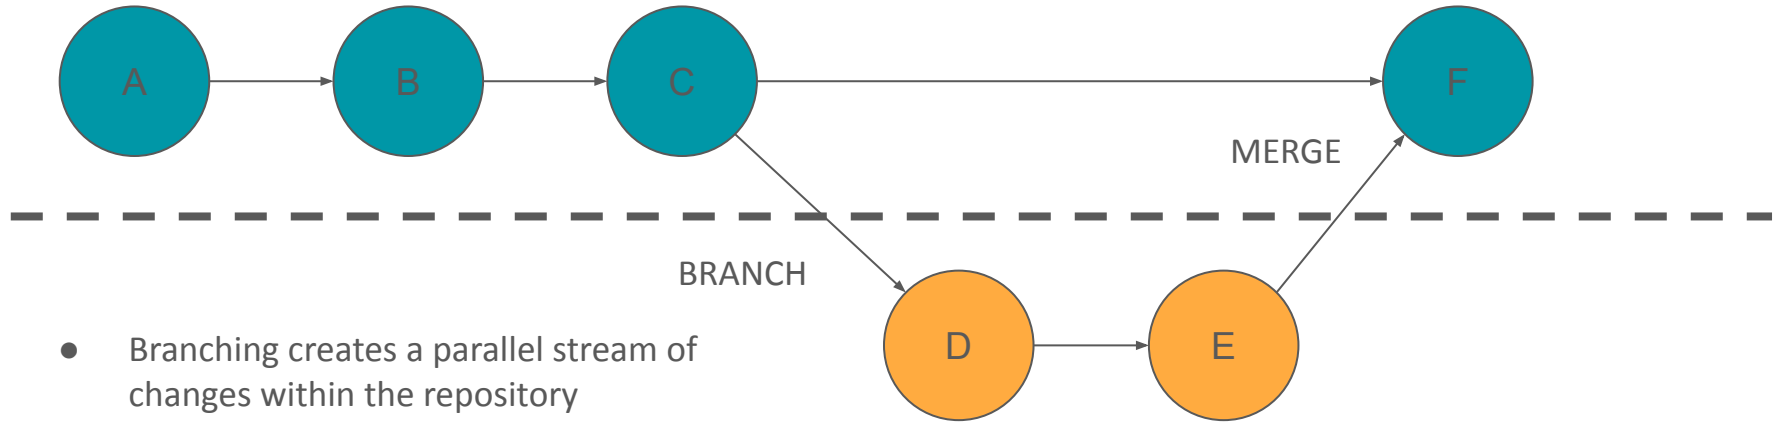 A
B
C
F
MERGE
BRANCH
D
E
● Branching creates a parallel stream of
changes within the repository